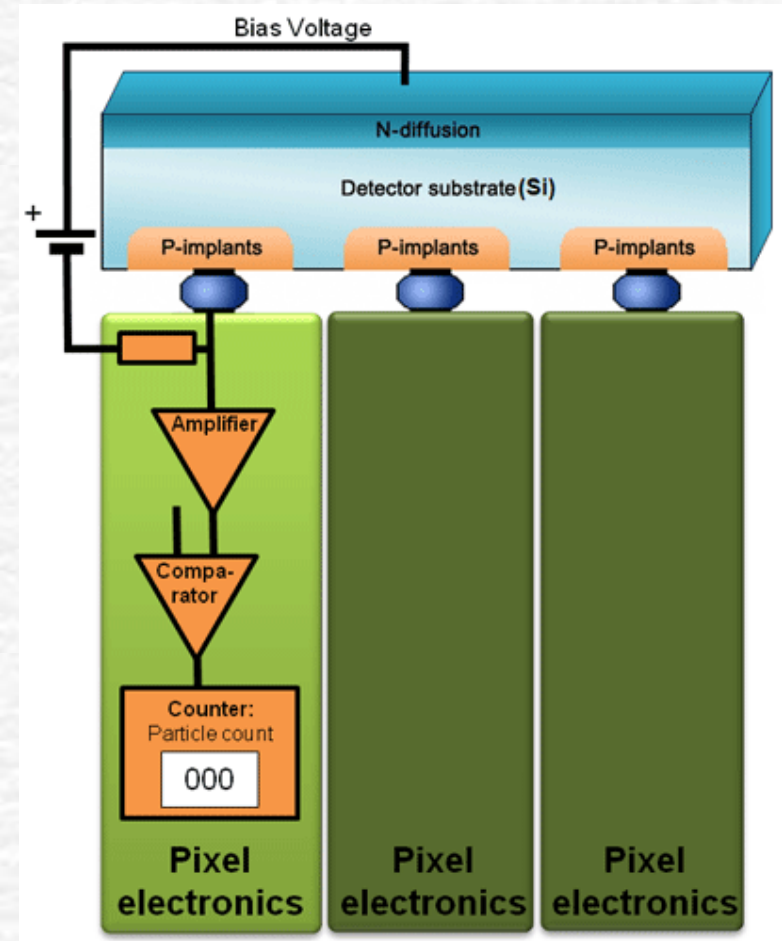 Bias Voltage
N-diffusion
Detector substrate(Si)
+
P-implants P-implants P-implants
Amplifier
Compa-
rator
Counter:
Particle count
000
Pixel
electronics
Pixel
electronics
Pixel
electronics